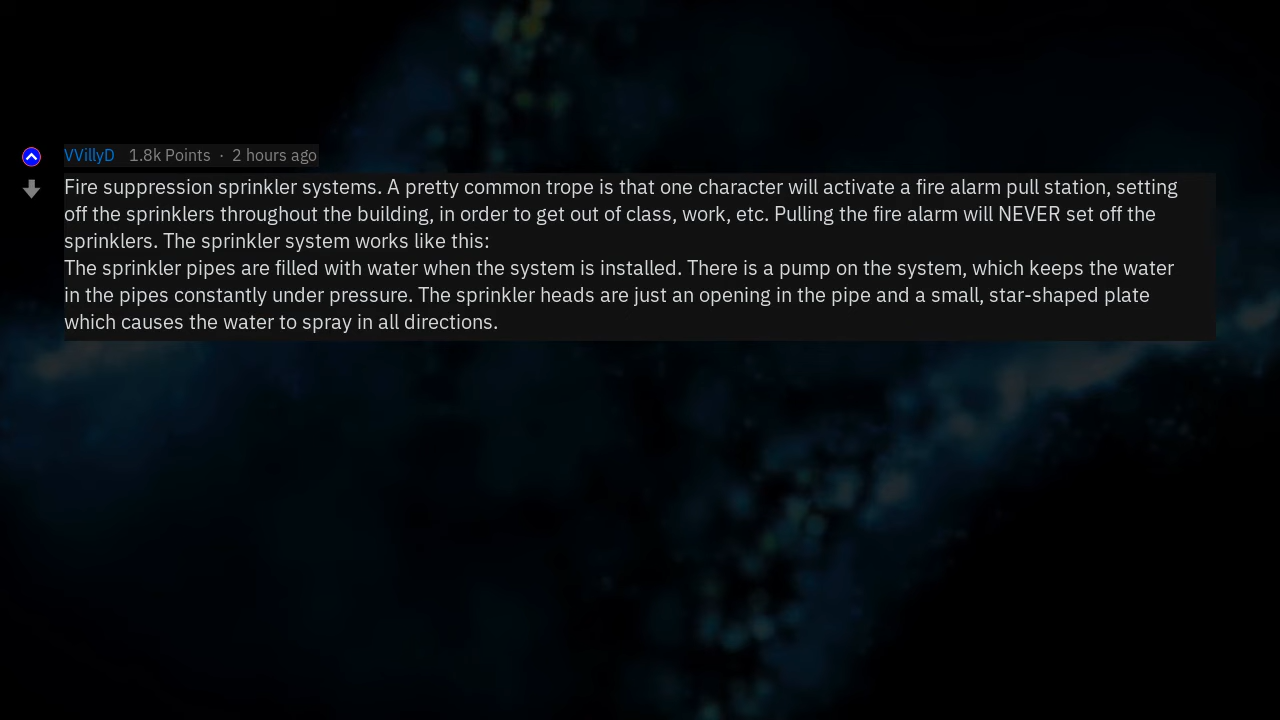 VVillyD 1.8k Points · 2 hours ago
Fire suppression sprinkler systems. A pretty common trope is that one character will activate a fire alarm pull station, setting
off the sprinklers throughout the building, in order to get out of class, work, etc. Pulling the fire alarm will NEVER set off the
sprinklers. The sprinkler system works like this:
The sprinkler pipes are filled with water when the system is installed. There is a pump on the system, which keeps the water
in the pipes constantly under pressure. The sprinkler heads are just an opening in the pipe and a small, star-shaped plate
which causes the water to spray in all directions.